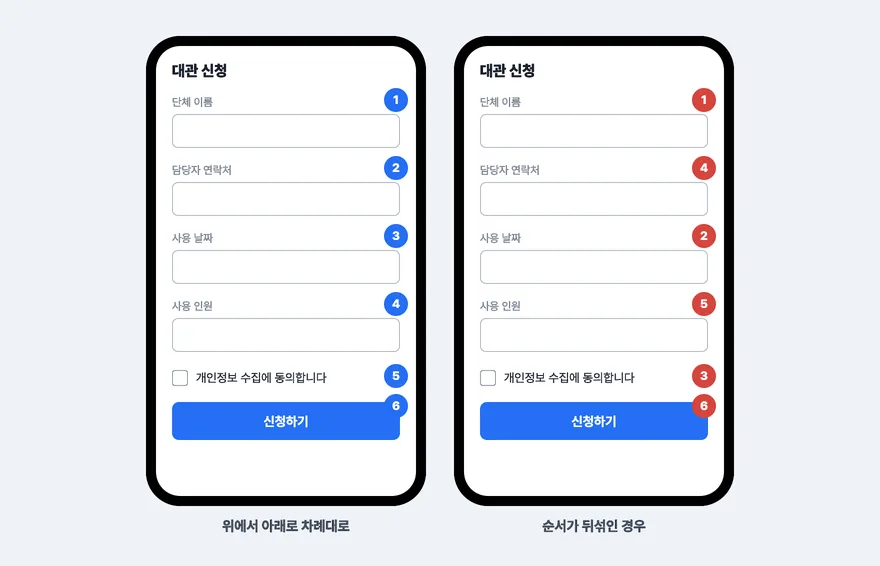 대관 신청
단체 이름
1
담당자 연락처
2
사용 날짜
3
사용 인원
4
개인정보 수집에 동의합니다
5
6
신청하기
위에서 아래로 차례대로
대관 신청
단체 이름
1
담당자 연락처
4
사용 날짜
2
사용 인원
5
개인정보 수집에 동의합니다
3
6
신청하기
순서가 뒤섞인 경우